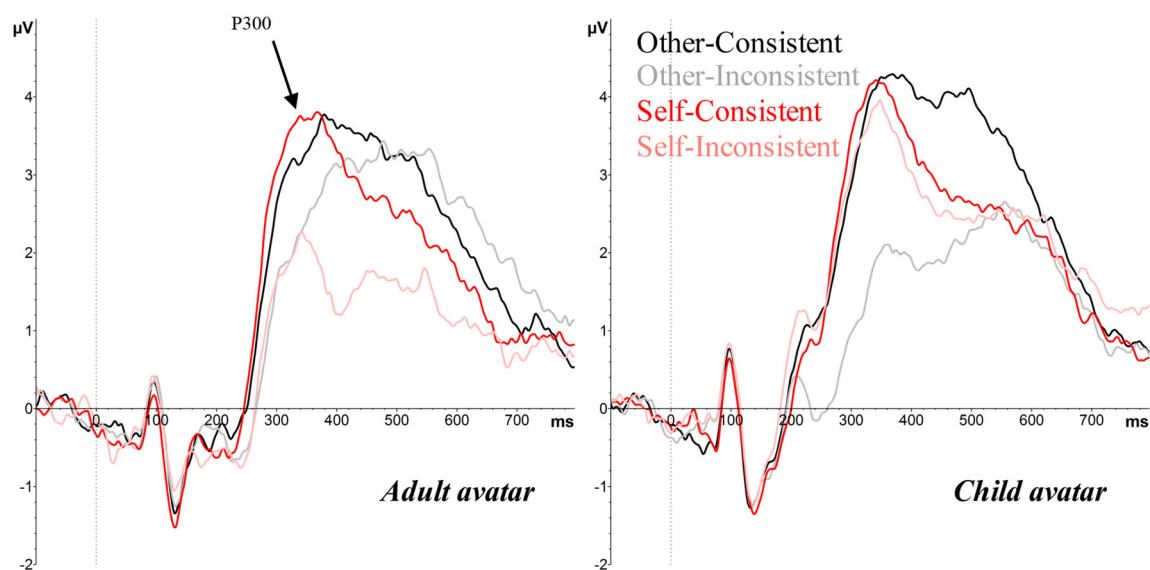 P300
µV
4
3
2
1
0
-1
-2
100 200 300 400 500 600 700 ms
Adult avatar
µV
4
3
2
1
0
-1
-2
100 200 300 400 500 600 700 ms
Child avatar
Other-Consistent
Other-Inconsistent
Self-Consistent
Self-Inconsistent